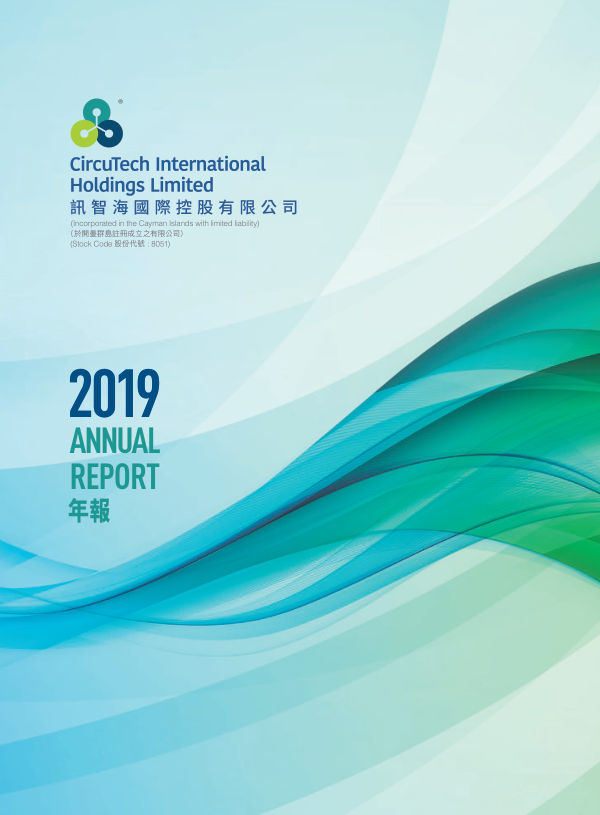 ®
CircuTech International
Holdings Limited
訊智海國際控股有限公司
(Incorporated in the Cayman Islands with limited liability)
(於開曼群島註冊成立之有限公司)
(Stock Code 股份代號 : 8051)
2019
ANNUAL
REPORT
年報